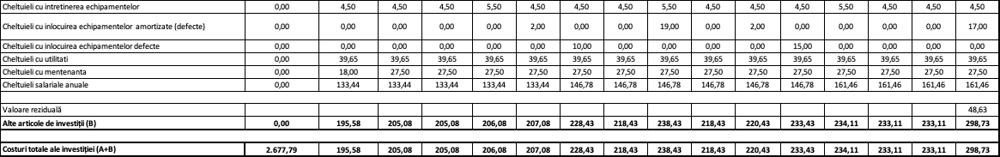 Cheltuieli cu intretinerea echipamentelor 0,00 4,50 4,50 4,50 5,50 4,50 4,50 4,50 5,50 4,50 4,50 4,50 5,50 4,50 4,50 4,50
Cheltuieli cu inlocuirea echipamentelor amortizate (defecte) 0,00 0,00 0,00 0,00 0,00 2,00 0,00 0,00 19,00 0,00 2,00 0,00 0,00 0,00 0,00 17,00
Cheltuieli cu inlocuirea echipamentelor defecte 0,00 0,00 0,00 0,00 0,00 0,00 10,00 0,00 0,00 0,00 0,00 15,00 0,00 0,00 0,00 0,00
Cheltuieli cu utilitati 0,00 39,65 39,65 39,65 39,65 39,65 39,65 39,65 39,65 39,65 39,65 39,65 39,65 39,65 39,65 39,65
Cheltuieli cu mentenanta 0,00 18,00 27,50 27,50 27,50 27,50 27,50 27,50 27,50 27,50 27,50 27,50 27,50 27,50 27,50 27,50
Cheltuieli salariale anuale 0,00 133,44 133,44 133,44 133,44 133,44 146,78 146,78 146,78 146,78 146,78 146,78 161,46 161,46 161,46 161,46
Valoare reziduală 48,63
Alte articole de investiții (B) 0,00 195,58 205,08 205,08 206,08 207,08 228,43 218,43 238,43 218,43 220,43 233,43 234,11 233,11 233,11 298,73
Costuri totale ale investiției (A+B) 2.677,79 195,58 205,08 205,08 206,08 207,08 228,43 218,43 238,43 218,43 220,43 233,43 234,11 233,11 233,11 298,73